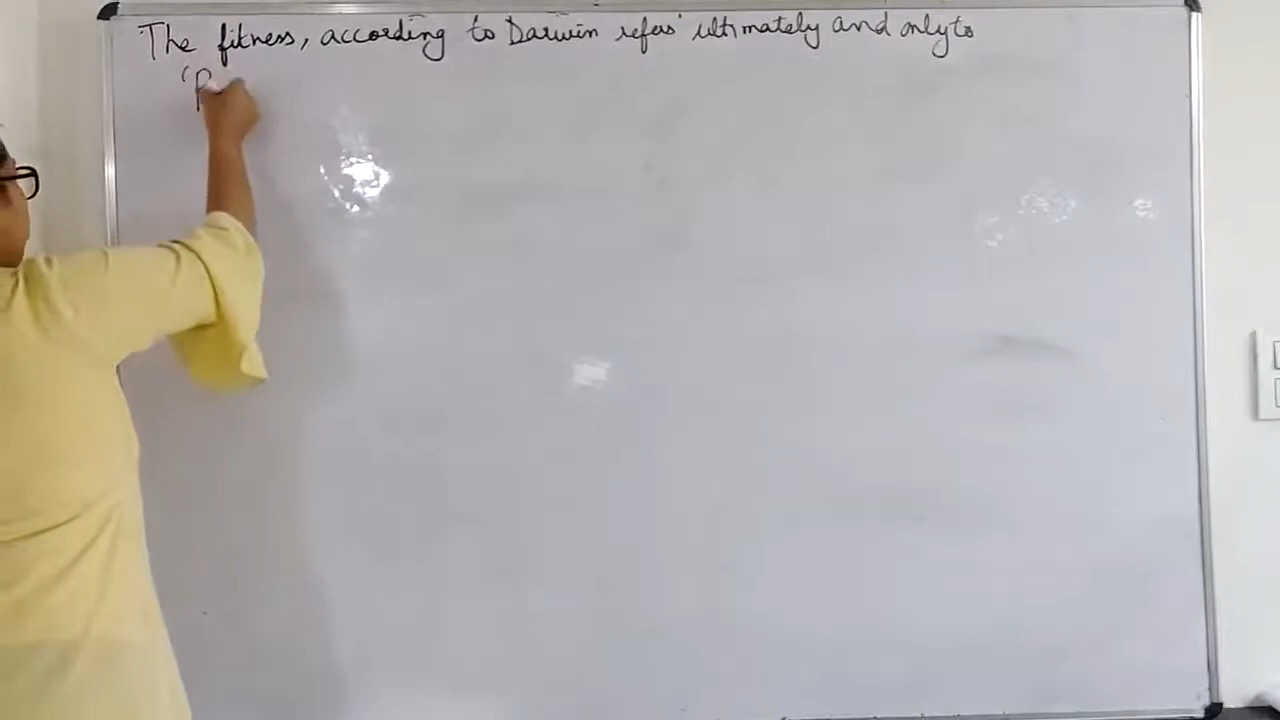 The fitness, according to Darwin refers ultimately and only to
'R